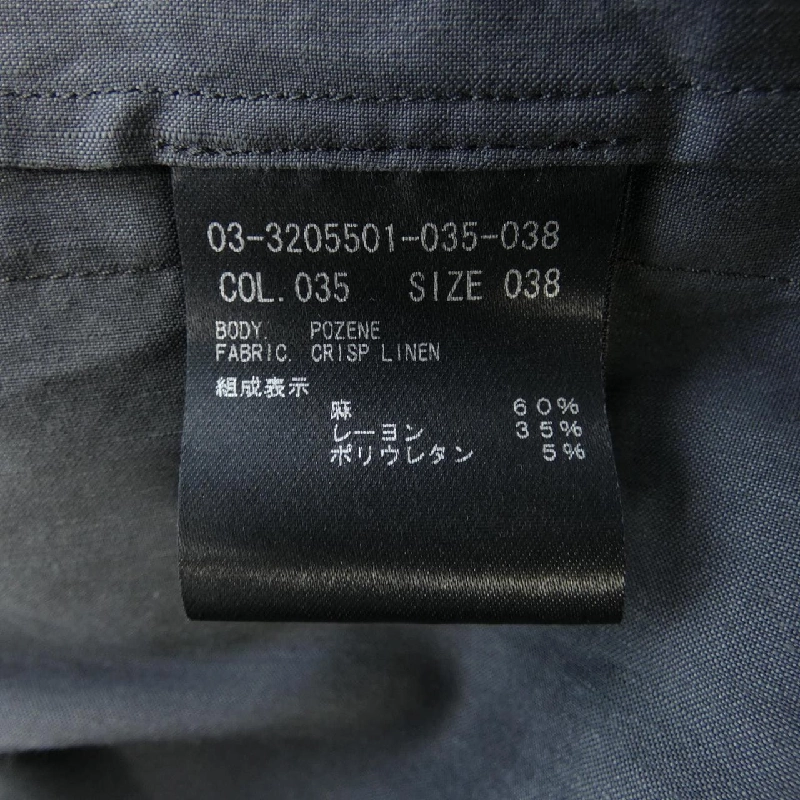 03-3205501-035-038
COL. 035 SIZE 038
BODY. POZENE
FABRIC. CRISP LINEN
組成表示
麻 60%
レーヨン 35%
ポリウレタン 5%